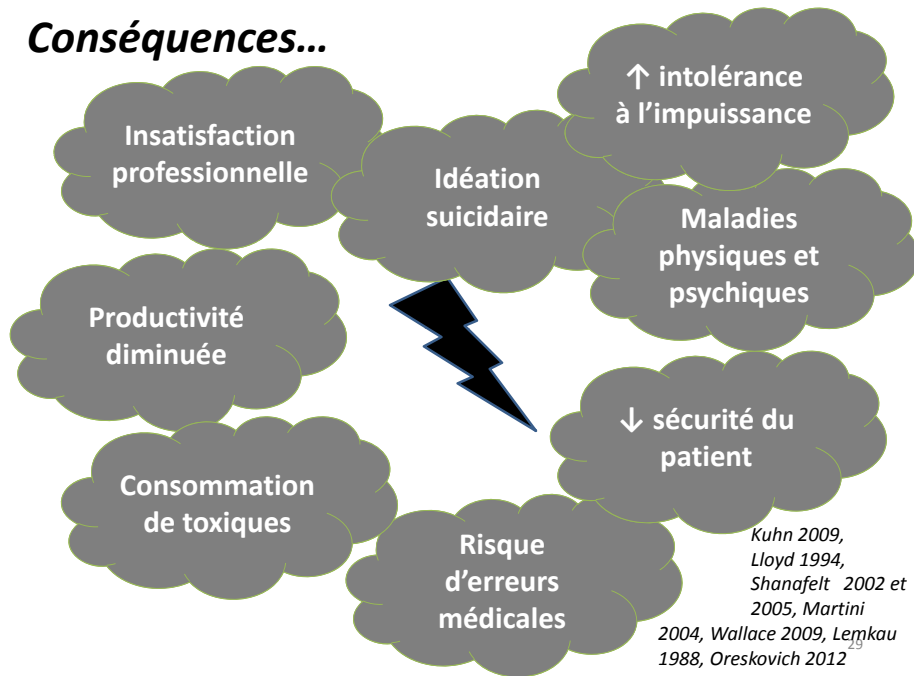 Conséquences...
↑ intolérance
à l’impuissance
Insatisfaction
professionnelle
Idéation
suicidaire
Maladies
physiques et
psychiques
Productivité
diminuée
↓ sécurité du
patient
Consommation
de toxiques
Risque
d’erreurs
médicales
Kuhn 2009,
Lloyd 1994,
Shanafelt 2002 et
2005, Martini
2004, Wallace 2009, Lemkau
1988, Oreskovich 2012
29